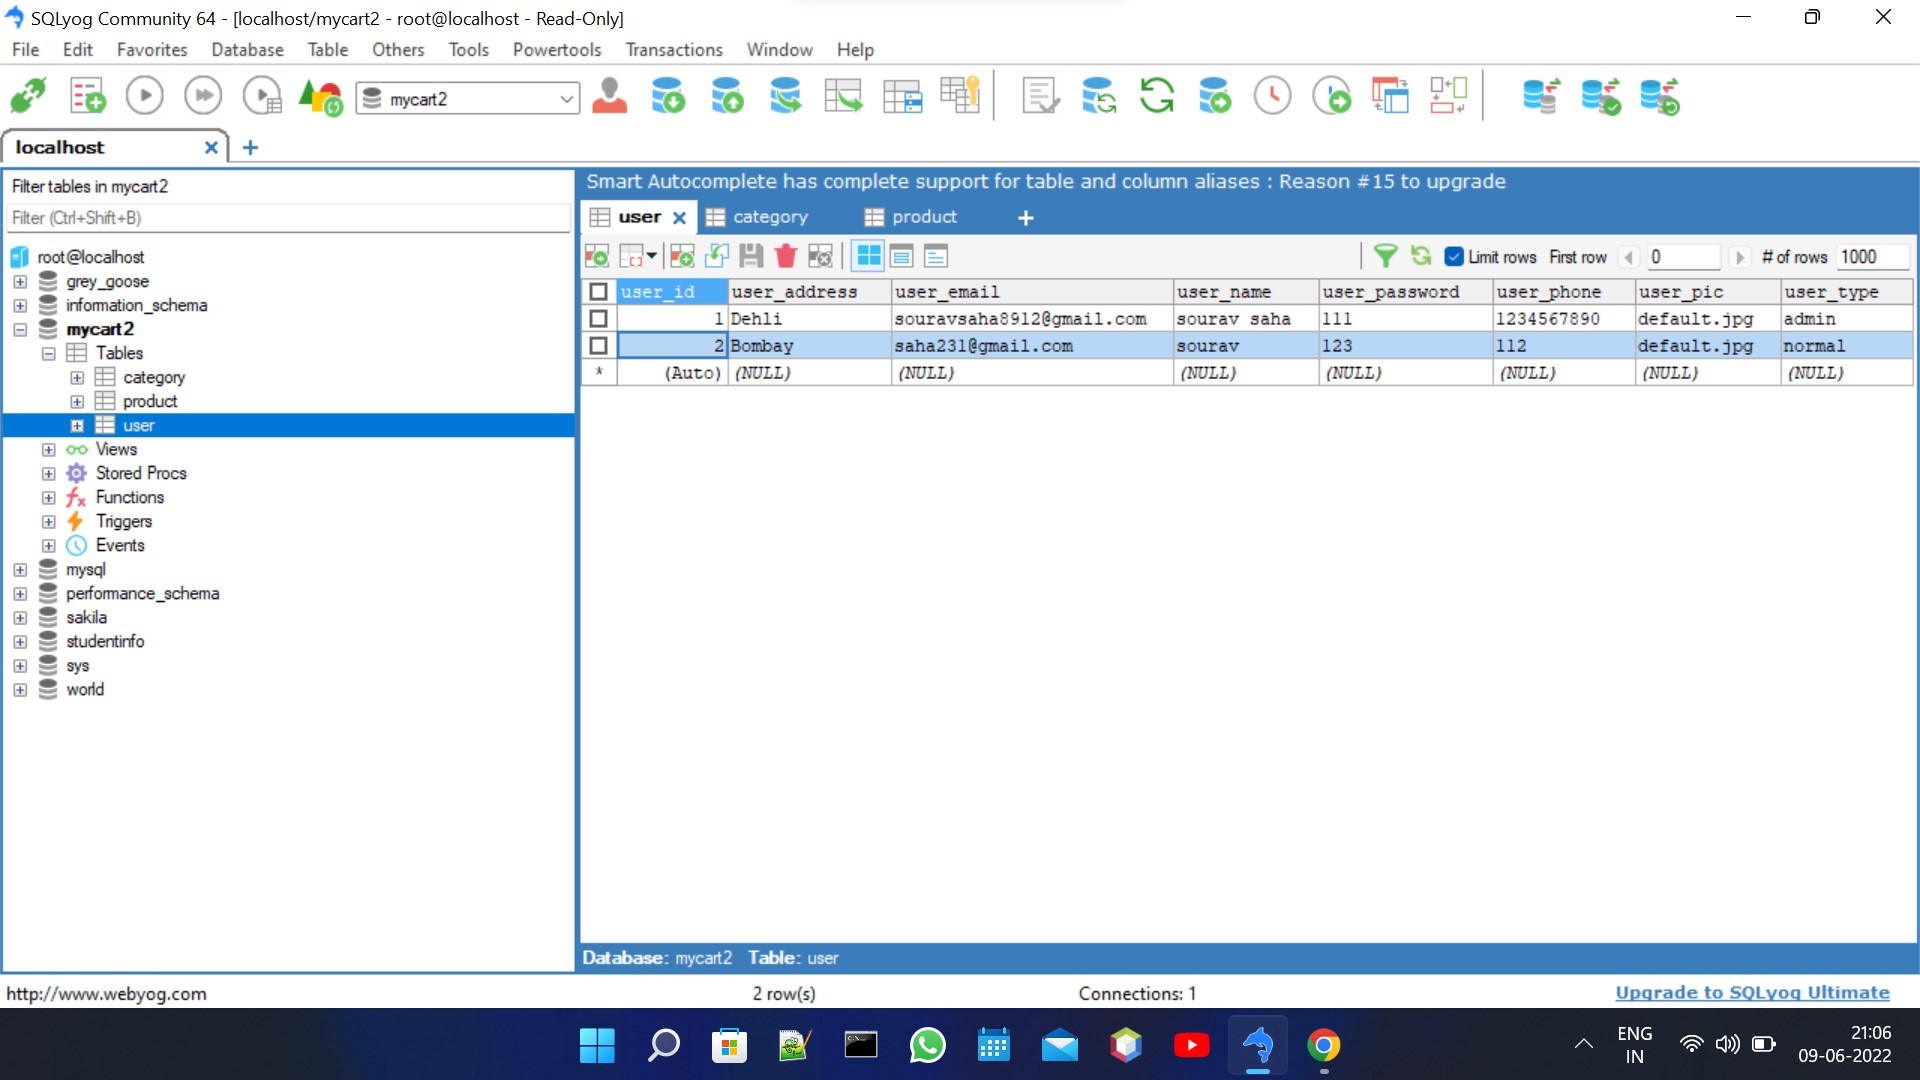 SQLyog Community 64 - [localhost/mycart2 - root@localhost - Read-Only]
File Edit Favorites Database Table Others Tools Powertools Transactions Window Help
mycart2
localhost
Filter tables in mycart2
Filter (Ctrl+Shift+B)
root@localhost
grey_goose
information_schema
mycart2
Tables
category
product
user
Views
Stored Procs
Functions
Triggers
Events
mysql
performance_schema
sakila
studentinfo
sys
world
Smart Autocomplete has complete support for table and column aliases : Reason #15 to upgrade
user category product
Limit rows First row 0 # of rows 1000
user_id user_address user_email user_name user_password user_phone user_pic user_type
1 Dehli souravsaha8912@gmail.com sourav saha 111 1234567890 default.jpg admin
2 Bombay saha231@gmail.com sourav 123 112 default.jpg normal
* (Auto) (NULL) (NULL) (NULL) (NULL) (NULL) (NULL) (NULL)
Database: mycart2 Table: user
http://www.webyog.com 2 row(s) Connections: 1 Upgrade to SQLyog Ultimate
ENG
IN
21:06
09-06-2022